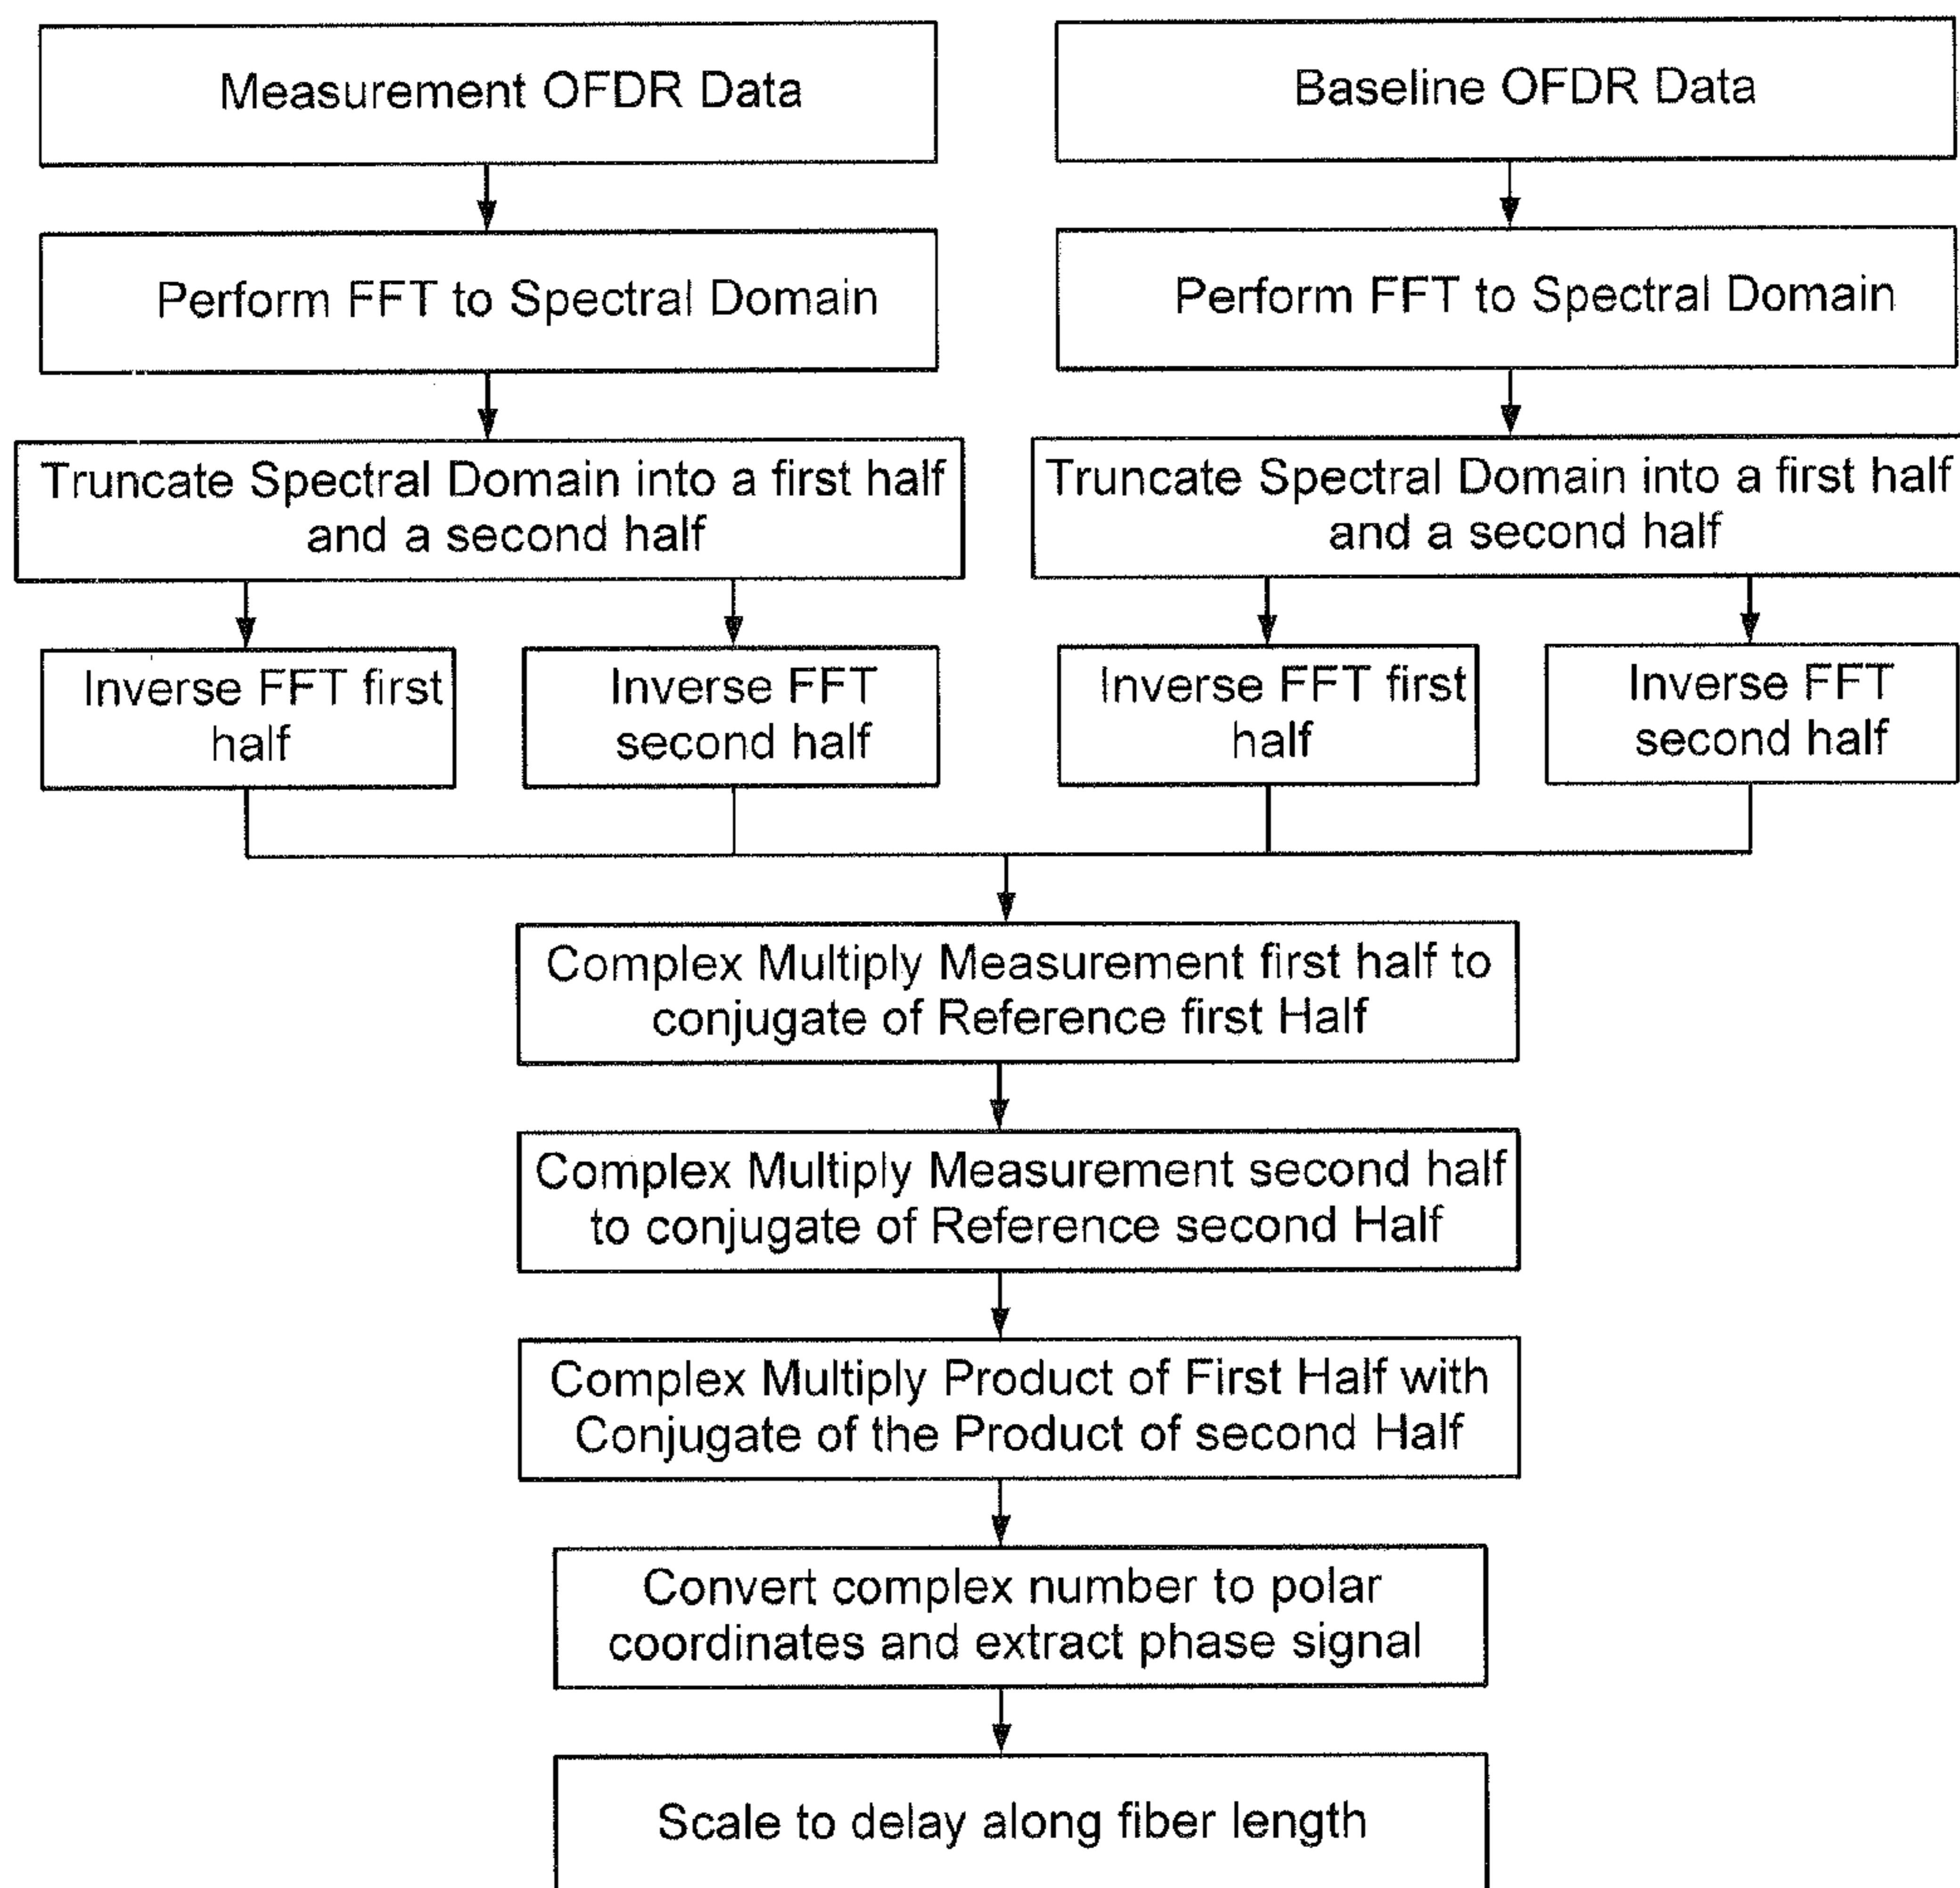 Measurement OFDR Data
Baseline OFDR Data
Perform FFT to Spectral Domain
Perform FFT to Spectral Domain
Truncate Spectral Domain into a first half
and a second half
Truncate Spectral Domain into a first half
and a second half
Inverse FFT first
half
Inverse FFT
second half
Inverse FFT first
half
Inverse FFT
second half
Complex Multiply Measurement first half to
conjugate of Reference first Half
Complex Multiply Measurement second half
to conjugate of Reference second Half
Complex Multiply Product of First Half with
Conjugate of the Product of second Half
Convert complex number to polar
coordinates and extract phase signal
Scale to delay along fiber length